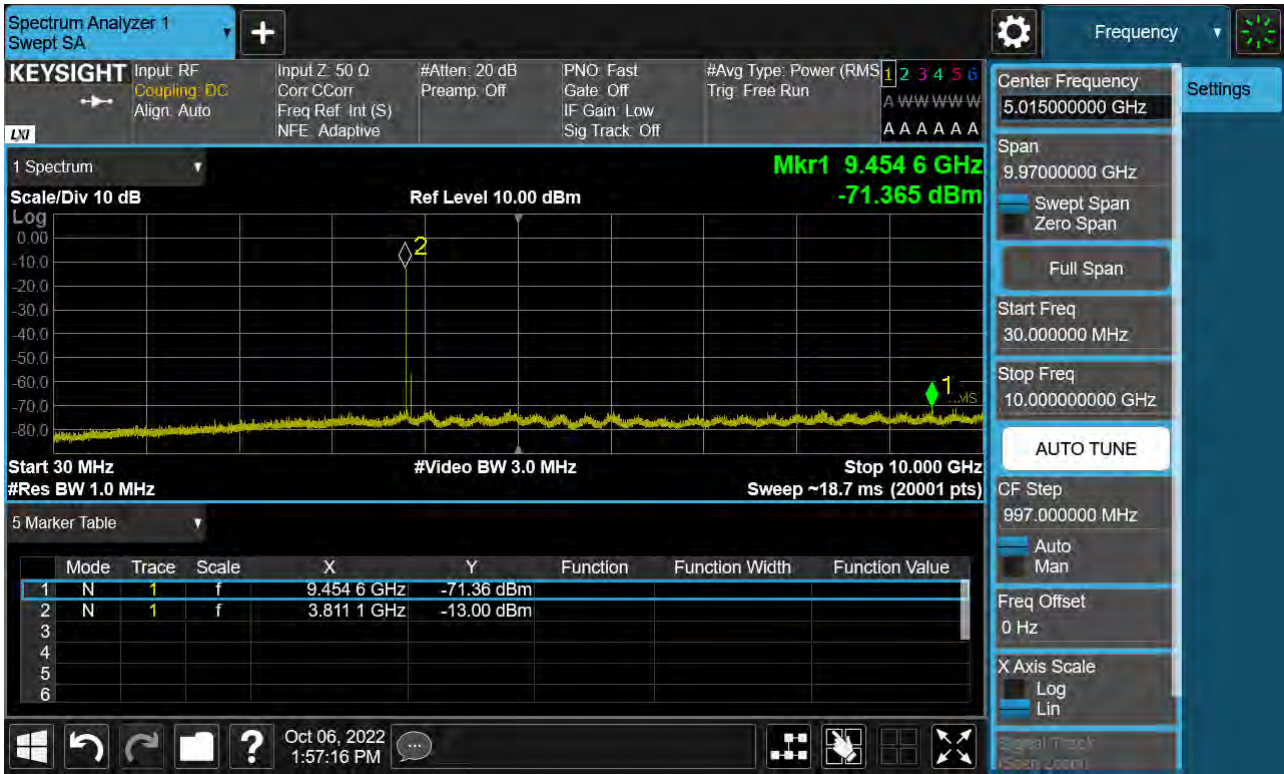 Spectrum Analyzer 1
Swept SA
+
Frequency
KEYSIGHT
LXI
Input: RF
Coupling: DC
Align: Auto
Input Z: 50 Ω
Corr CCorr
Freq Ref: Int (S)
NFE: Adaptive
#Atten: 20 dB
Preamp: Off
PNO: Fast
Gate: Off
IF Gain: Low
Sig Track: Off
#Avg Type: Power (RMS
Trig: Free Run
1 2 3 4 5 6
A W W W W W
A A A A A A
Center Frequency
5.015000000 GHz
Settings
Span
9.97000000 GHz
Swept Span
Zero Span
Full Span
Start Freq
30.000000 MHz
Stop Freq
10.000000000 GHz
AUTO TUNE
CF Step
997.000000 MHz
Auto
Man
Freq Offset
0 Hz
X Axis Scale
Log
Lin
Signal Track
(Span Zoom)
1 Spectrum
Mkr1 9.454 6 GHz
-71.365 dBm
Scale/Div 10 dB
Ref Level 10.00 dBm
Log
0.00
-10.0
-20.0
-30.0
-40.0
-50.0
-60.0
-70.0
-80.0
2
1
RMS
Start 30 MHz
#Video BW 3.0 MHz
Stop 10.000 GHz
#Res BW 1.0 MHz
Sweep ~18.7 ms (20001 pts)
5 Marker Table
Mode Trace Scale X Y Function Function Width Function Value
1 N 1 f 9.454 6 GHz -71.36 dBm
2 N 1 f 3.811 1 GHz -13.00 dBm
3
4
5
6
?
Oct 06, 2022
1:57:16 PM